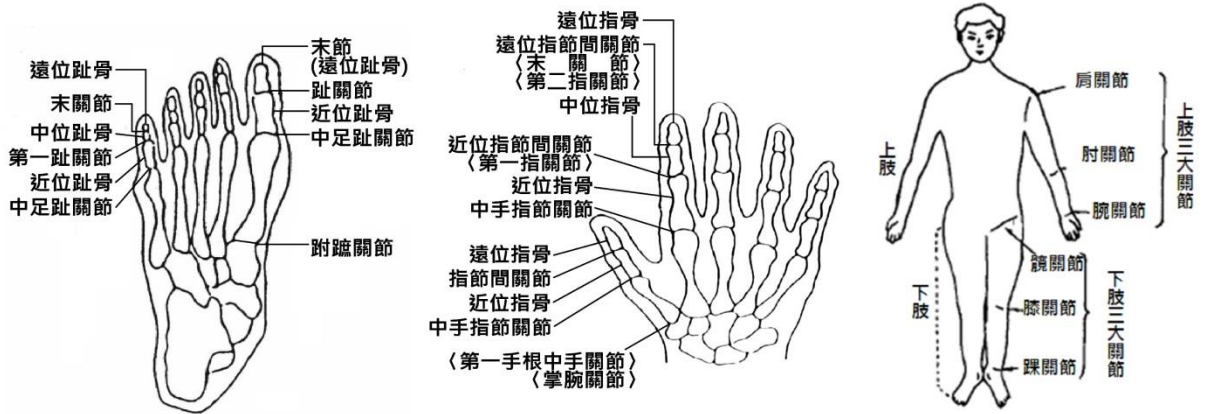 遠位趾骨
末關節
中位趾骨
第一趾關節
近位趾骨
中足趾關節
末節
(遠位趾骨)
趾關節
近位趾骨
中足趾關節
跗蹠關節
遠位指骨
遠位指節間關節
〈末 關 節〉
〈第二指關節〉
中位指骨
近位指節間關節
〈第一指關節〉
近位指骨
中手指節關節
遠位指骨
指節間關節
近位指骨
中手指節關節
〈第一手根中手關節〉
〈掌腕關節〉
上肢
下肢
肩關節
肘關節
腕關節
上肢三大關節
髖關節
膝關節
踝關節
下肢三大關節